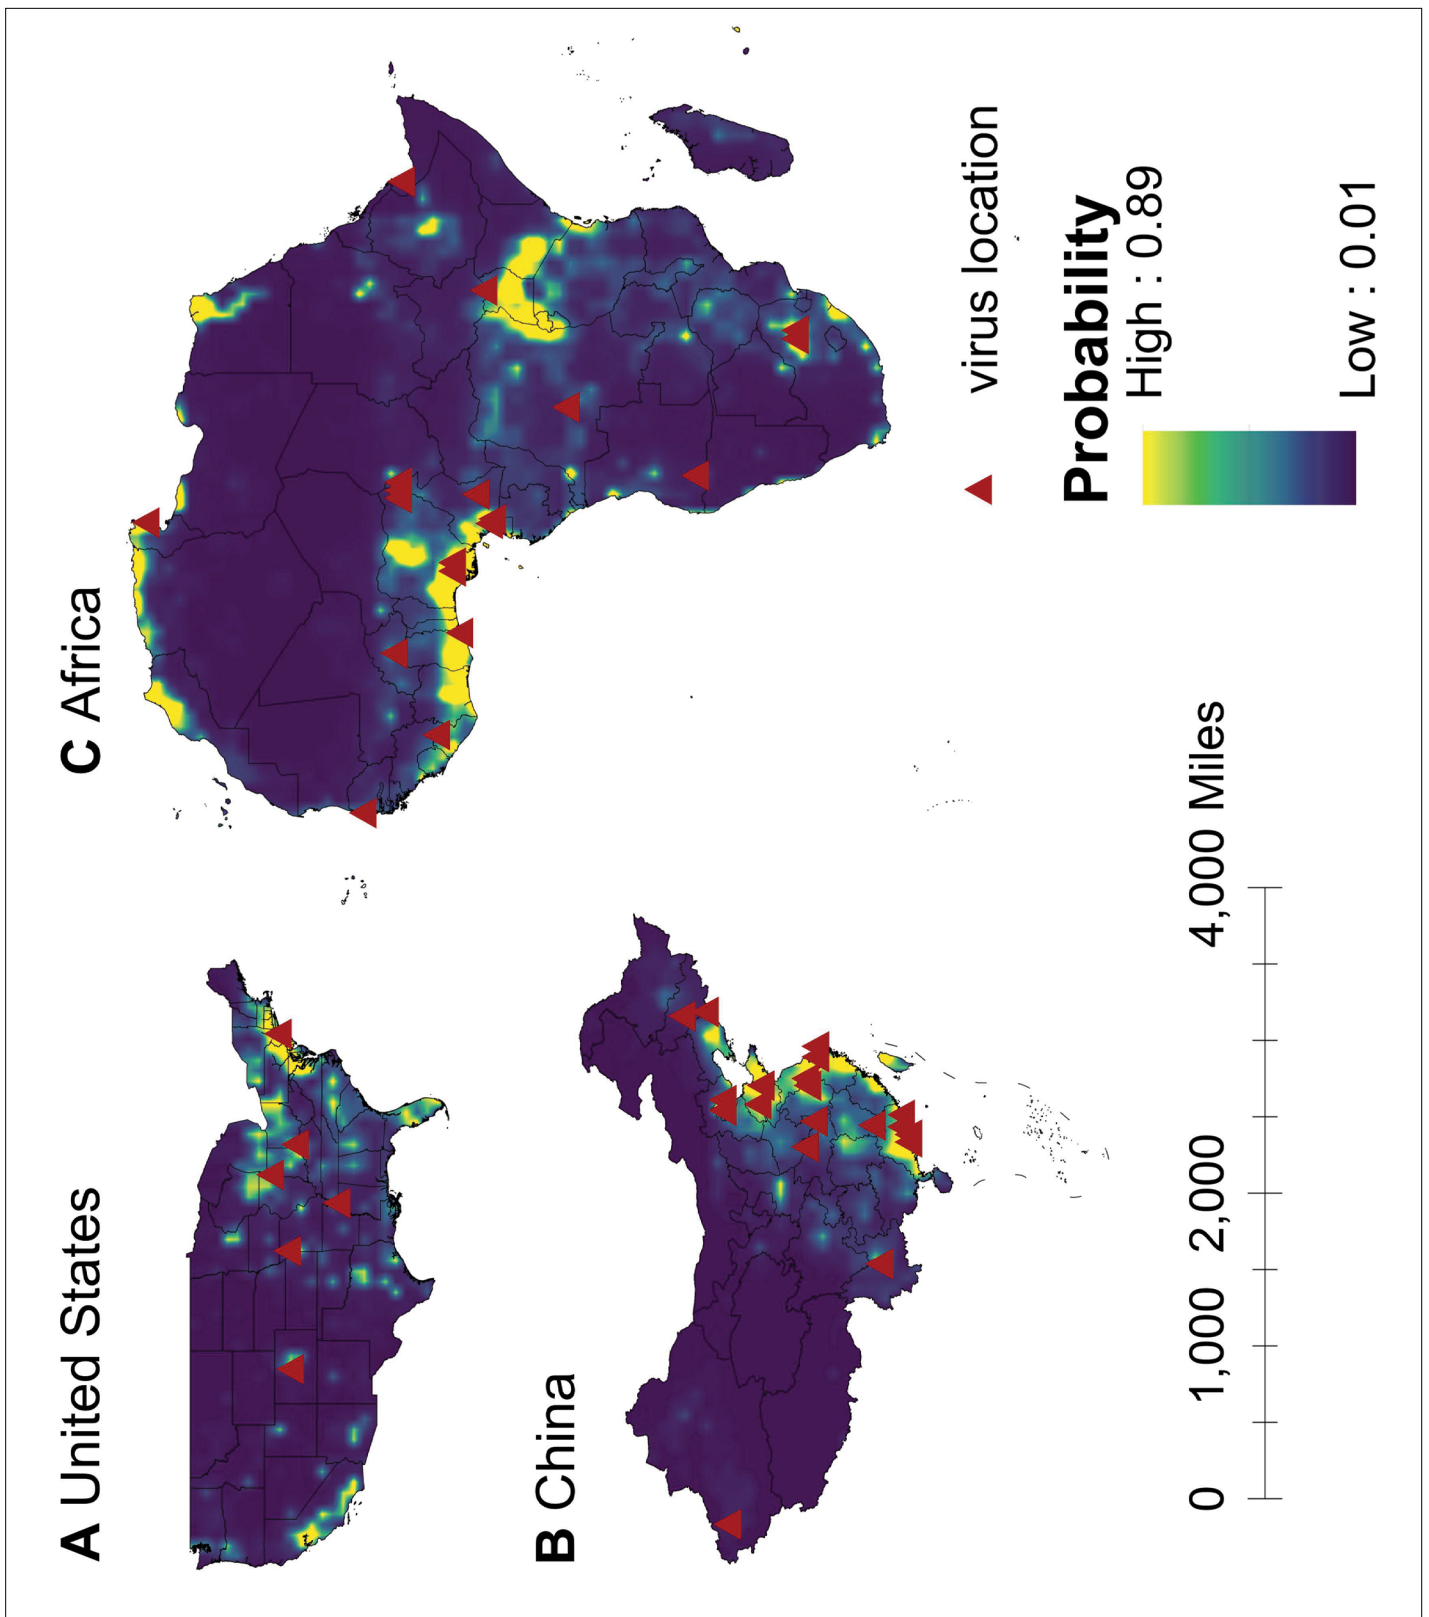 A United States
B China
C Africa
virus location
Probability
High : 0.89
Low : 0.01
0 1,000 2,000 4,000 Miles